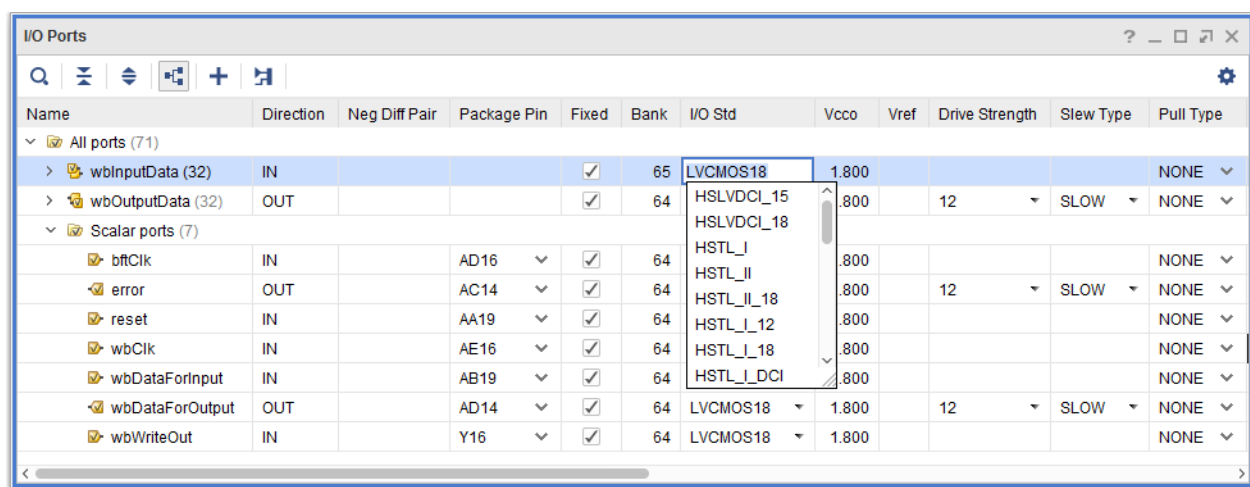 I/O Ports
Name Direction Neg Diff Pair Package Pin Fixed Bank I/O Std Vcco Vref Drive Strength Slew Type Pull Type
All ports (71)
wbInputData (32) IN 65 LVCMOS18 1.800 NONE
wbOutputData (32) OUT 64 HSLVDCI_15 .800 12 SLOW NONE
Scalar ports (7) HSLVDCI_18
bftClk IN AD16 64 HSTL_I .800 NONE
HSTL_II
error OUT AC14 64 HSTL_II_18 .800 12 SLOW NONE
reset IN AA19 64 HSTL_I_12 .800 NONE
wbClk IN AE16 64 HSTL_I_18 .800 NONE
wbDataForInput IN AB19 64 HSTL_I_DCI .800 NONE
wbDataForOutput OUT AD14 64 LVCMOS18 1.800 12 SLOW NONE
wbWriteOut IN Y16 64 LVCMOS18 1.800 NONE